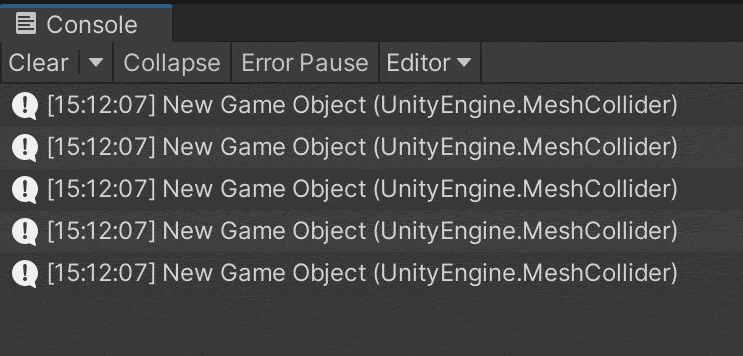 Console
Clear Collapse Error Pause Editor
[15:12:07] New Game Object (UnityEngine.MeshCollider)
[15:12:07] New Game Object (UnityEngine.MeshCollider)
[15:12:07] New Game Object (UnityEngine.MeshCollider)
[15:12:07] New Game Object (UnityEngine.MeshCollider)
[15:12:07] New Game Object (UnityEngine.MeshCollider)